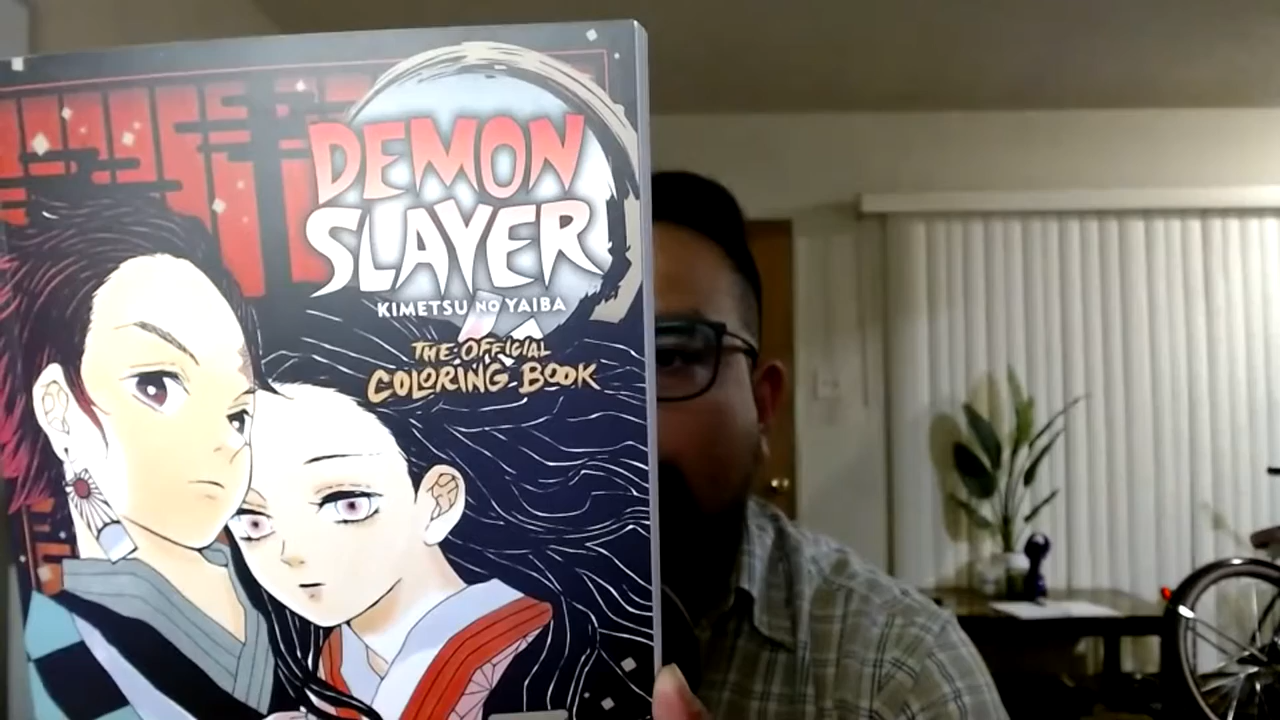 DEMON
SLAYER
KIMETSU NO YAIBA
THE OFFICIAL
COLORING BOOK